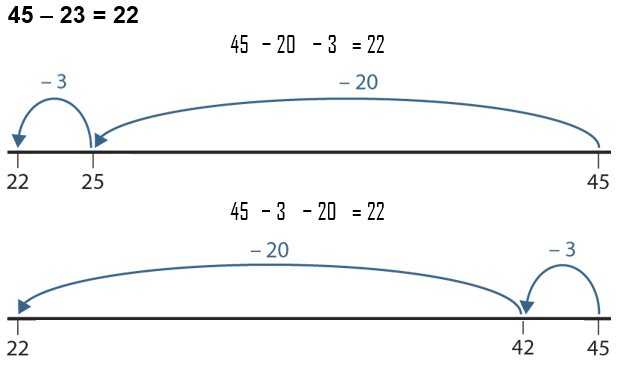 45 – 23 = 22
45 – 20 – 3 = 22
– 3 – 20
22 25 45
45 – 3 – 20 = 22
– 20 – 3
22 42 45